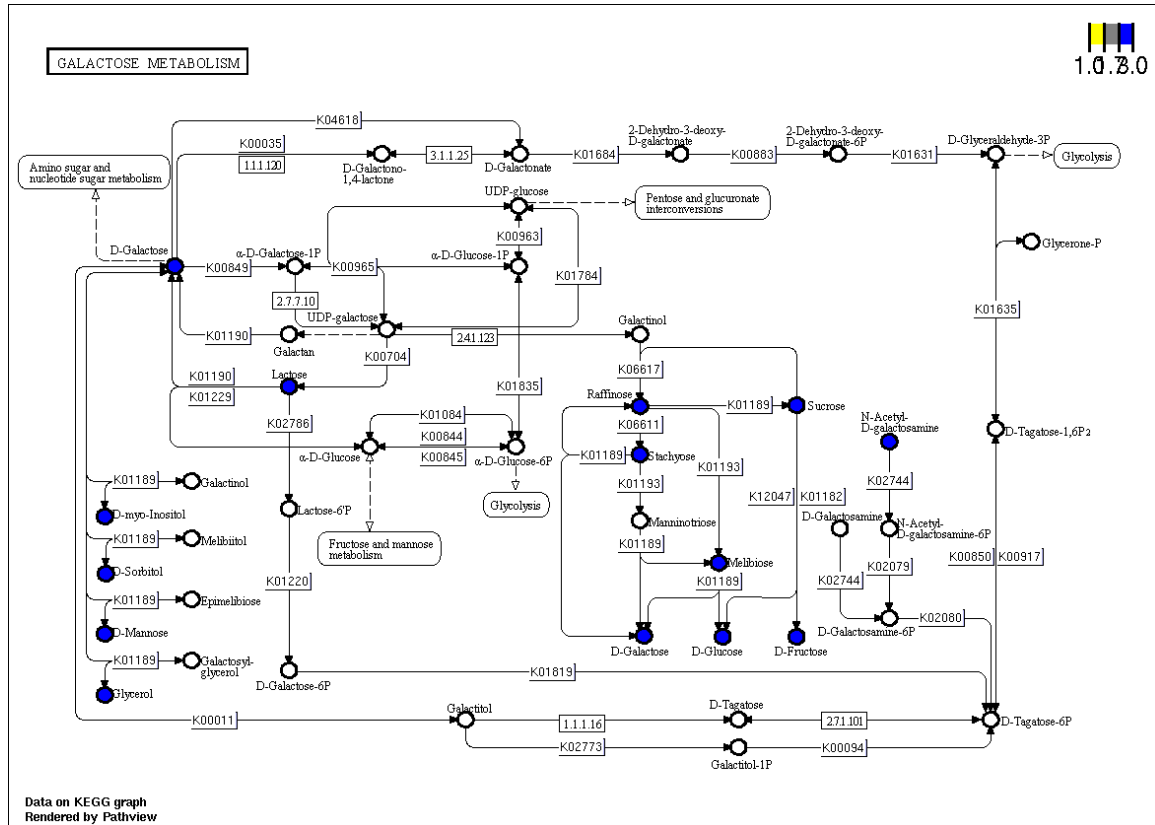 GALACTOSE METABOLISM
K04618
K00035
1.1.1.120
D-Galactono-
1,4-lactone
3.1.1.25
D-Galactonate
K01684
2-Dehydro-3-deoxy-
D-galactonate
K00883
2-Dehydro-3-deoxy-
D-galactonate-6P
K01631
D-Glyceraldehyde-3P
Glycolysis
Amino sugar and
nucleotide sugar metabolism
UDP-glucose
Pentose and glucuronate
interconversions
K00963
Glycerone-P
D-Galactose
K00849
α-D-Galactose-1P
K00965
α-D-Glucose-1P
K01784
2.7.7.10
UDP-galactose
K01635
K01190
Galactan
2.4.1.123
Galactinol
K00704
K01190
K01229
Lactose
K01835
K06617
Raffinose
K01189
Sucrose
K02786
K01084
K00844
K00845
α-D-Glucose
α-D-Glucose-6P
K06611
K01189
Stachyose
K01193
K01193
N-Acetyl-
D-galactosamine
D-Tagatose-1,6P2
K01189
Galactinol
D-myo-Inositol
Lactose-6'P
Glycolysis
Fructose and mannose
metabolism
Manninotriose
K01189
K12047
K01182
K02744
D-Galactosamine
N-Acetyl-
D-galactosamine-6P
K01189
Melibiitol
D-Sorbitol
K01220
Melibiose
K01189
K02744
K02079
K00850
K00917
K01189
Epimelibiose
D-Mannose
D-Galactosamine-6P
K02080
D-Galactose
D-Glucose
D-Fructose
K01189
Galactosyl-
glycerol
Glycerol
D-Galactose-6P
K01819
K00011
Galactitol
1.1.1.16
D-Tagatose
2.7.1.101
D-Tagatose-6P
K02773
Galactitol-1P
K00094
Data on KEGG graph
Rendered by Pathview